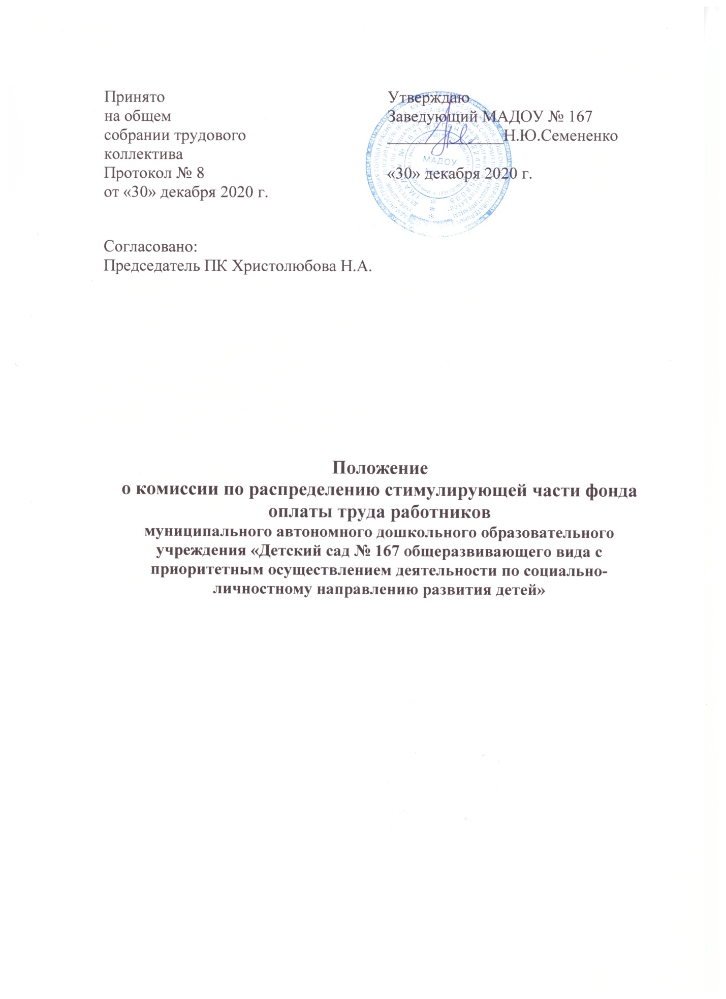 Принято
на общем
собрании трудового
коллектива
Протокол № 8
от «30» декабря 2020 г.
Утверждаю
Заведующий МАДОУ № 167
Н.Ю.Семененко
«30» декабря 2020 г.
МАДОУ
Согласовано:
Председатель ПК Христолюбова Н.А.
Положение
о комиссии по распределению стимулирующей части фонда
оплаты труда работников
муниципального автономного дошкольного образовательного
учреждения «Детский сад № 167 общеразвивающего вида с
приоритетным осуществлением деятельности по социально-
личностному направлению развития детей»